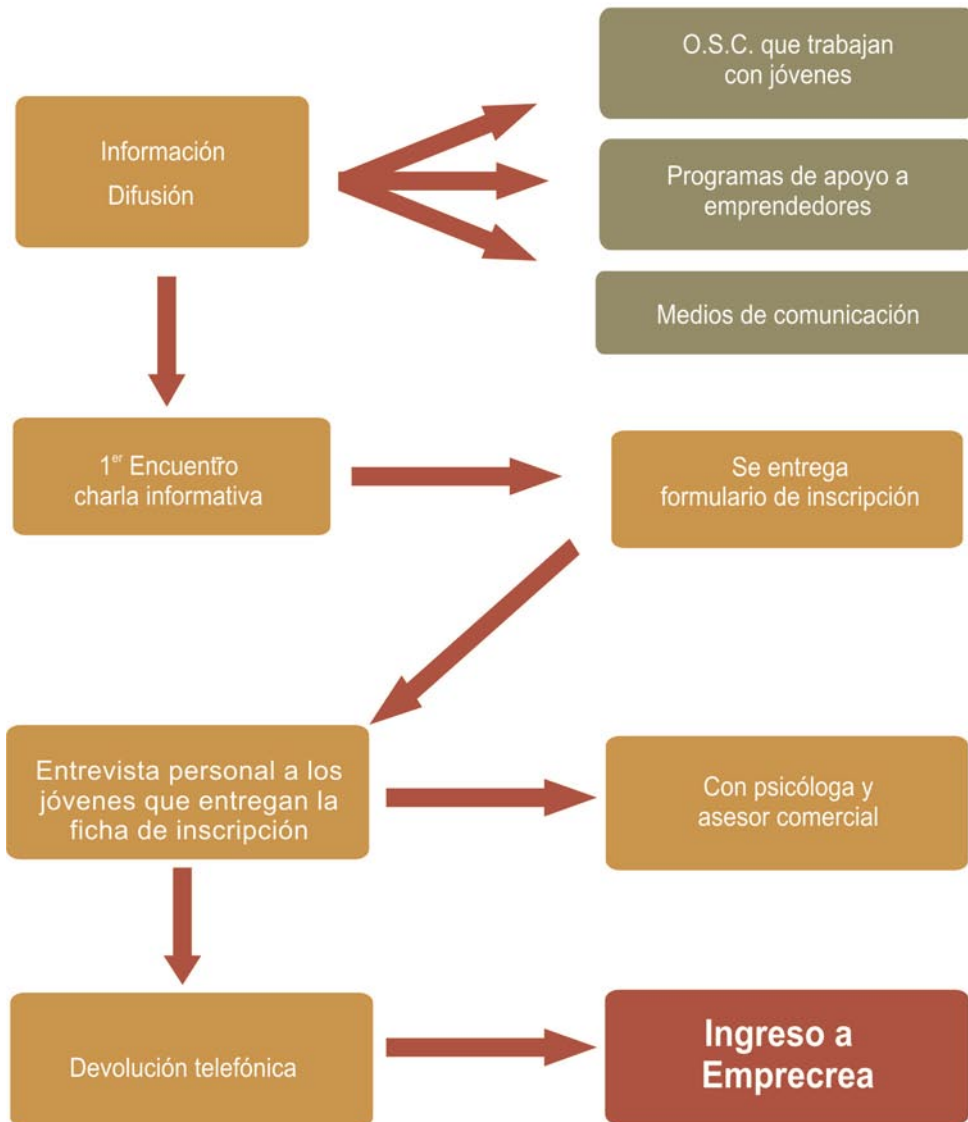 O.S.C. que trabajan
con jóvenes
Información
Difusión
Programas de apoyo a
emprendedores
Medios de comunicación
1er Encuentro
charla informativa
Se entrega
formulario de inscripción
Entrevista personal a los
jóvenes que entregan la
ficha de inscripción
Con psicóloga y
asesor comercial
Devolución telefónica
Ingreso a
Emprecrea